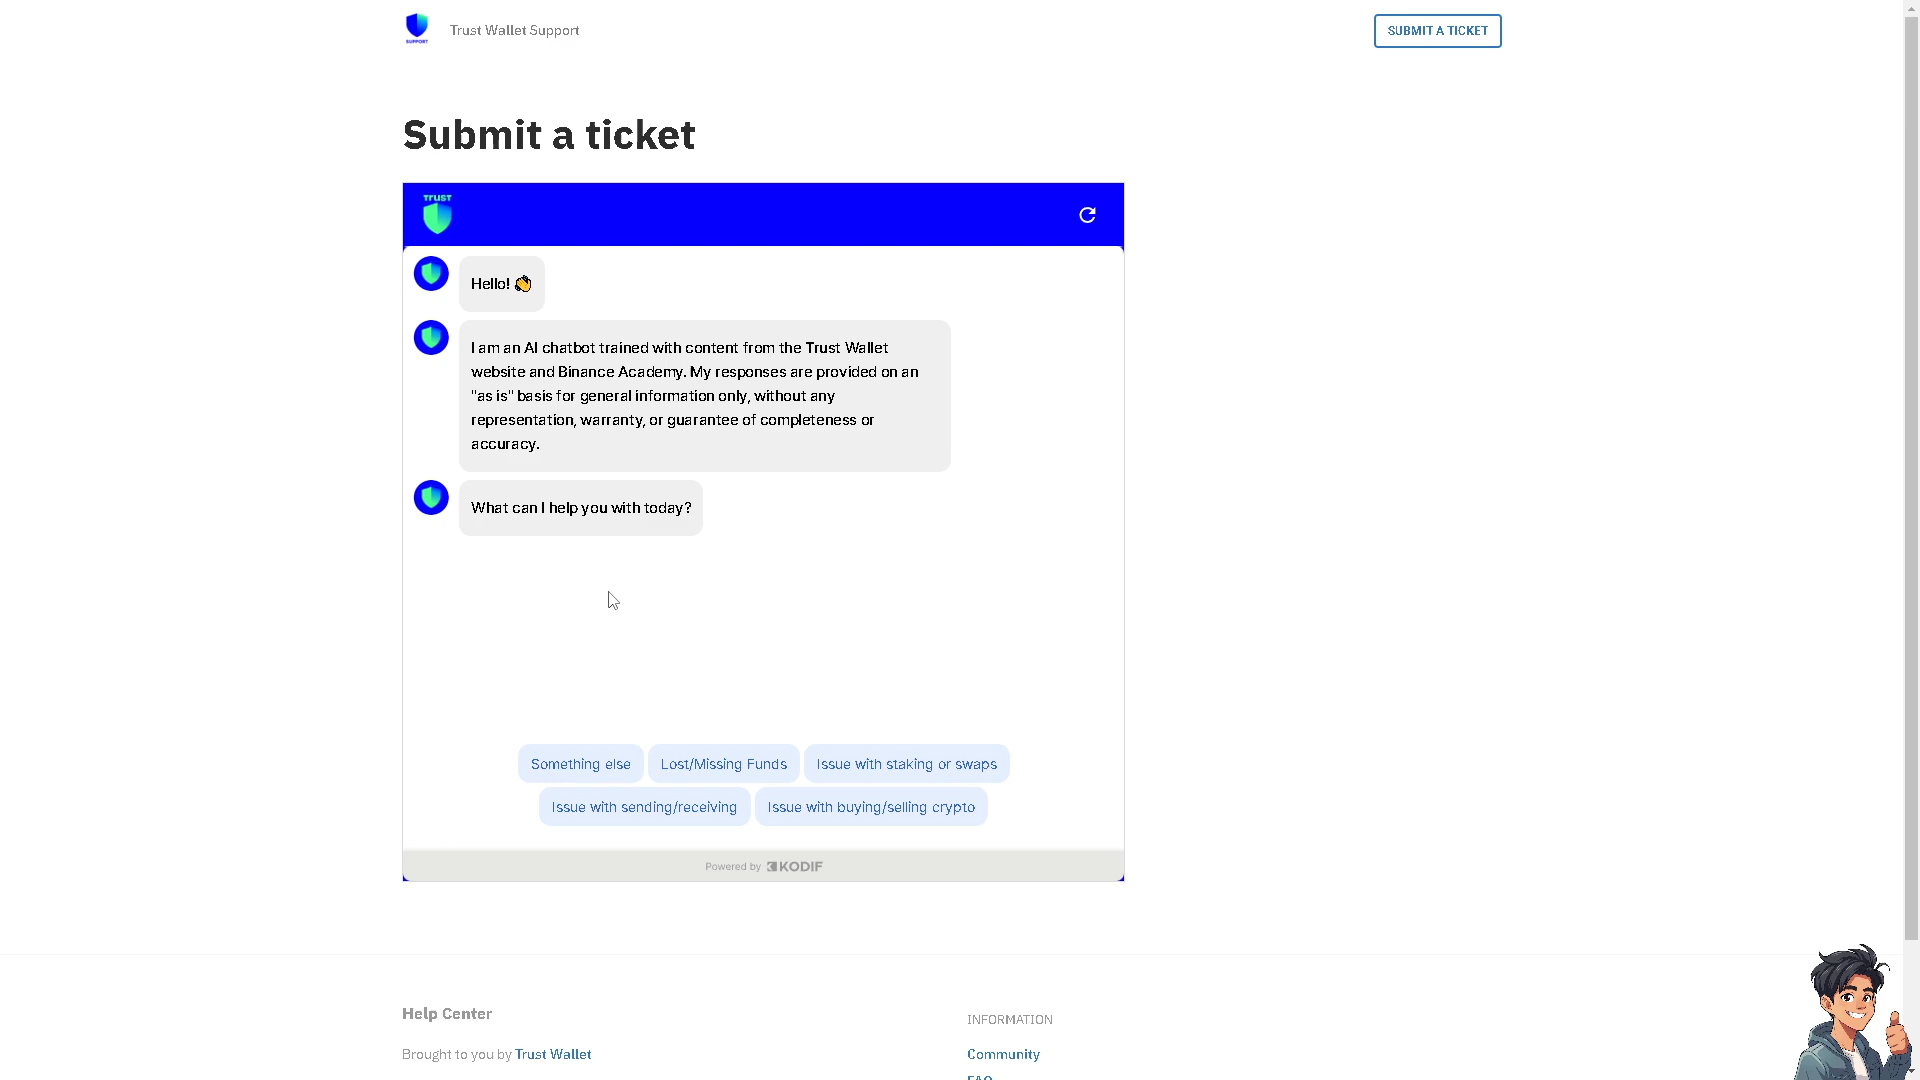 SUPPORT
Trust Wallet Support
SUBMIT A TICKET
Submit a ticket
TRUST
Hello! 👋
I am an AI chatbot trained with content from the Trust Wallet
website and Binance Academy. My responses are provided on an
"as is" basis for general information only, without any
representation, warranty, or guarantee of completeness or
accuracy.
What can I help you with today?
Something else
Lost/Missing Funds
Issue with staking or swaps
Issue with sending/receiving
Issue with buying/selling crypto
Powered by KODIF
Help Center
Brought to you by Trust Wallet
INFORMATION
Community
FAQ